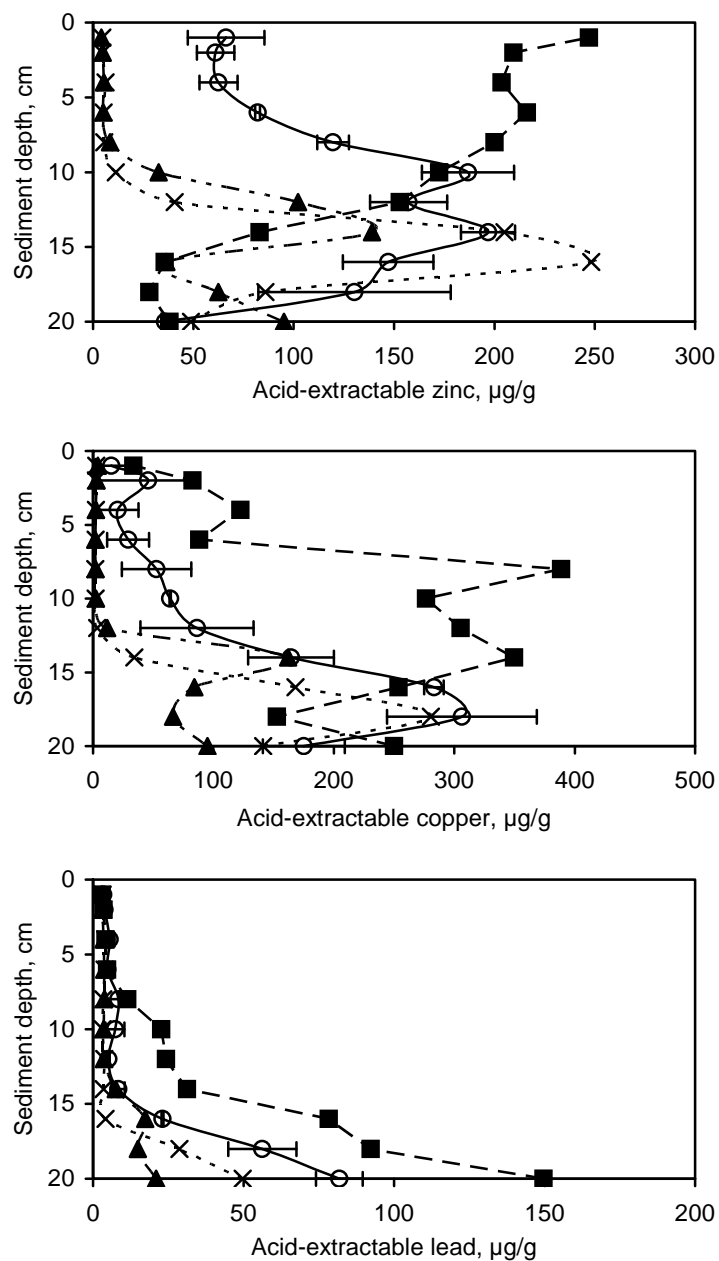 0
5
10
15
20
Sediment depth, cm
0 50 100 150 200 250 300
Acid-extractable zinc, µg/g
0
5
10
15
20
Sediment depth, cm
0 100 200 300 400 500
Acid-extractable copper, µg/g
0
5
10
15
20
Sediment depth, cm
0 50 100 150 200
Acid-extractable lead, µg/g